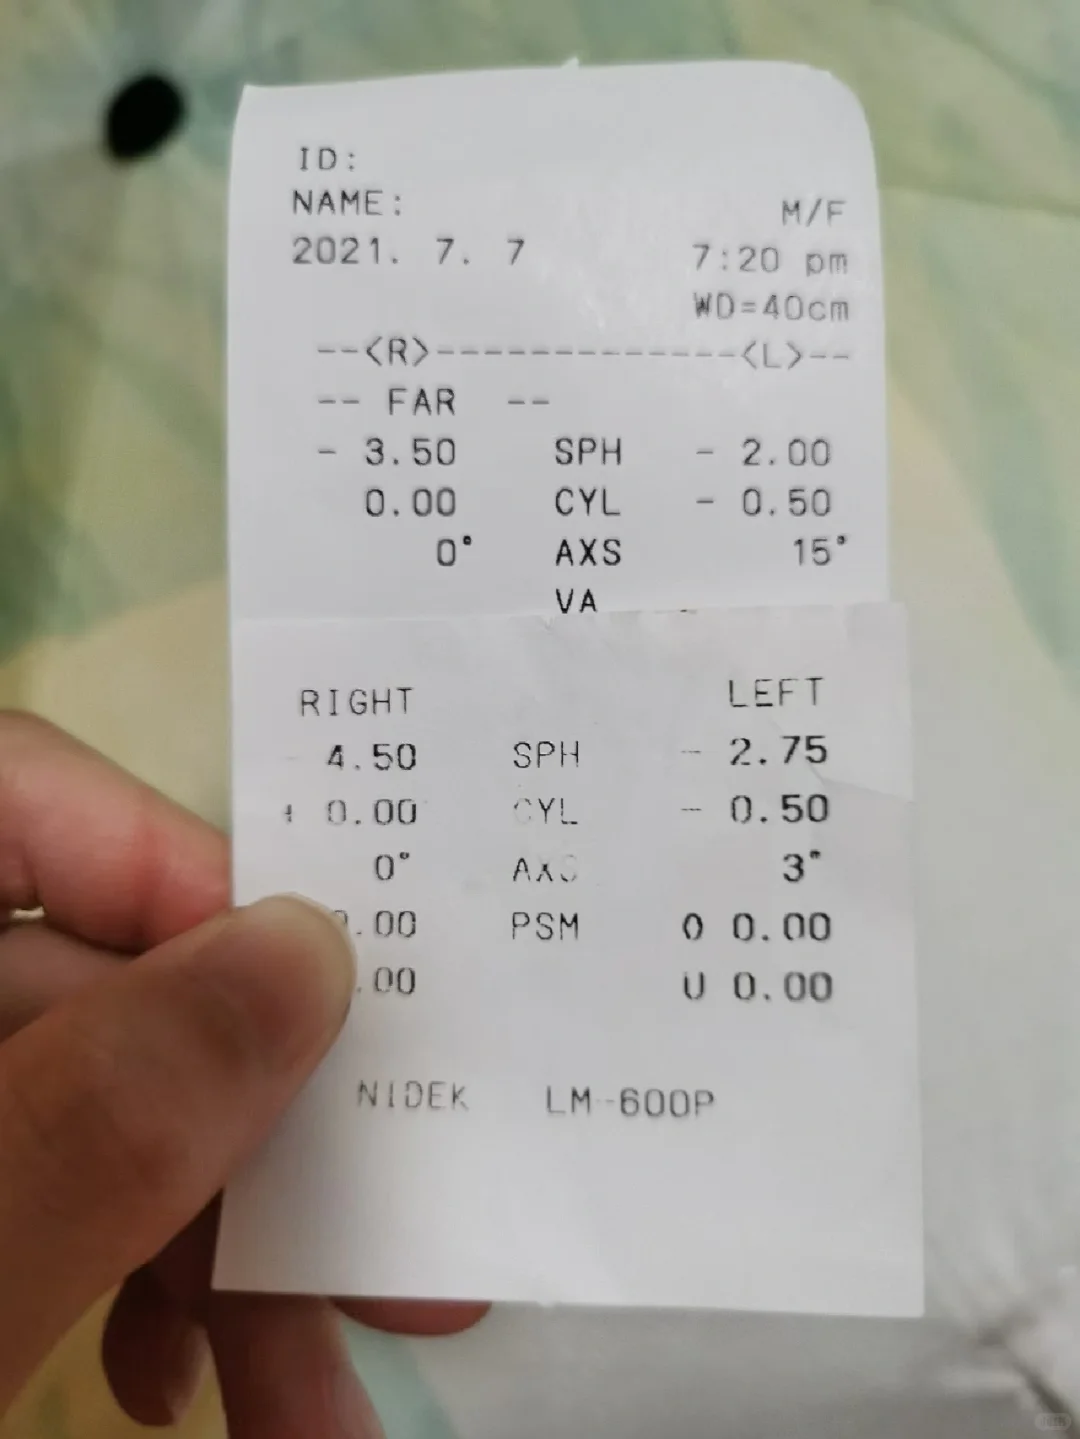 ID:
NAME:
M/F
2021. 7. 7 7:20 pm
WD=40cm
--<R>-------------<L>--
-- FAR --
- 3.50 SPH - 2.00
0.00 CYL - 0.50
0° AXS 15°
VA
RIGHT LEFT
- 4.50 SPH - 2.75
+ 0.00 CYL - 0.50
0° AXS 3°
.00 PSM O 0.00
.00 U 0.00
NIDEK LM-600P